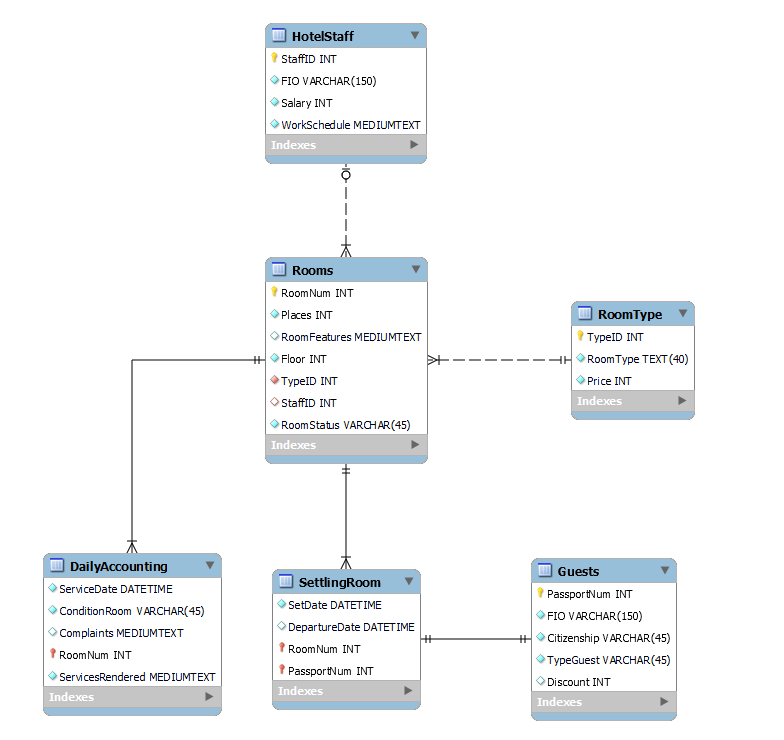 HotelStaff
StaffID INT
FIO VARCHAR(150)
Salary INT
WorkSchedule MEDIUMTEXT
Indexes
Rooms
RoomNum INT
Places INT
RoomFeatures MEDIUMTEXT
Floor INT
TypeID INT
StaffID INT
RoomStatus VARCHAR(45)
Indexes
RoomType
TypeID INT
RoomType TEXT(40)
Price INT
Indexes
DailyAccounting
ServiceDate DATETIME
ConditionRoom VARCHAR(45)
Complaints MEDIUMTEXT
RoomNum INT
ServicesRendered MEDIUMTEXT
Indexes
SettlingRoom
SetDate DATETIME
DepartureDate DATETIME
RoomNum INT
PassportNum INT
Indexes
Guests
PassportNum INT
FIO VARCHAR(150)
Citizenship VARCHAR(45)
TypeGuest VARCHAR(45)
Discount INT
Indexes